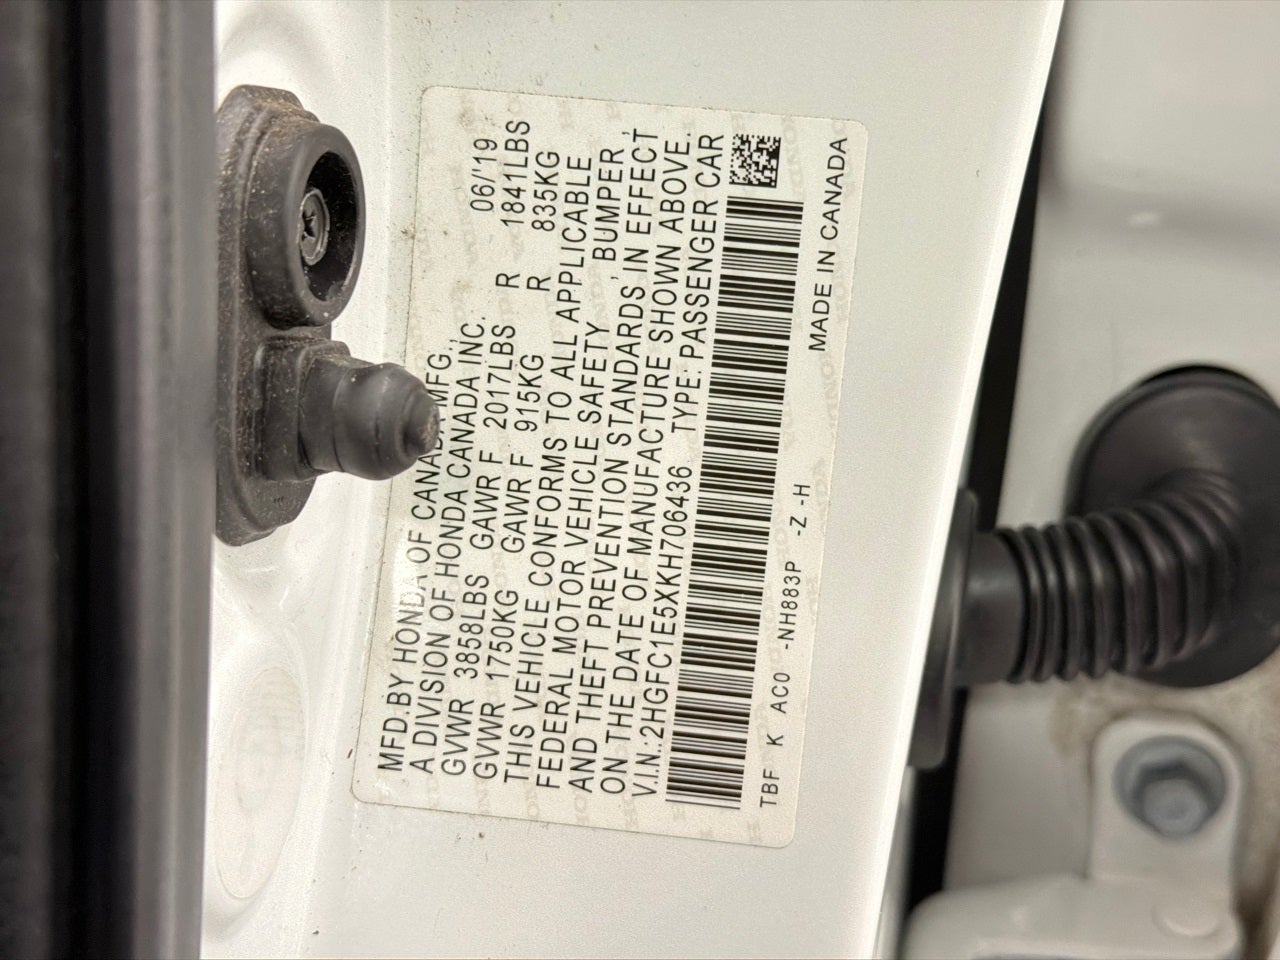 MFD.BY HONDA OF CANADA MFG.,
A DIVISION OF HONDA CANADA INC. 06/'19
GVWR 3858LBS GAWR F 2017LBS R 1841LBS
GVWR 1750KG GAWR F 915KG R 835KG
THIS VEHICLE CONFORMS TO ALL APPLICABLE
FEDERAL MOTOR VEHICLE SAFETY , BUMPER ,
AND THEFT PREVENTION STANDARDS IN EFFECT
ON THE DATE OF MANUFACTURE SHOWN ABOVE.
V.I.N.:2HGFC1E5XKH706436 TYPE: PASSENGER CAR
TBF K AC0 -NH883P -Z -H MADE IN CANADA